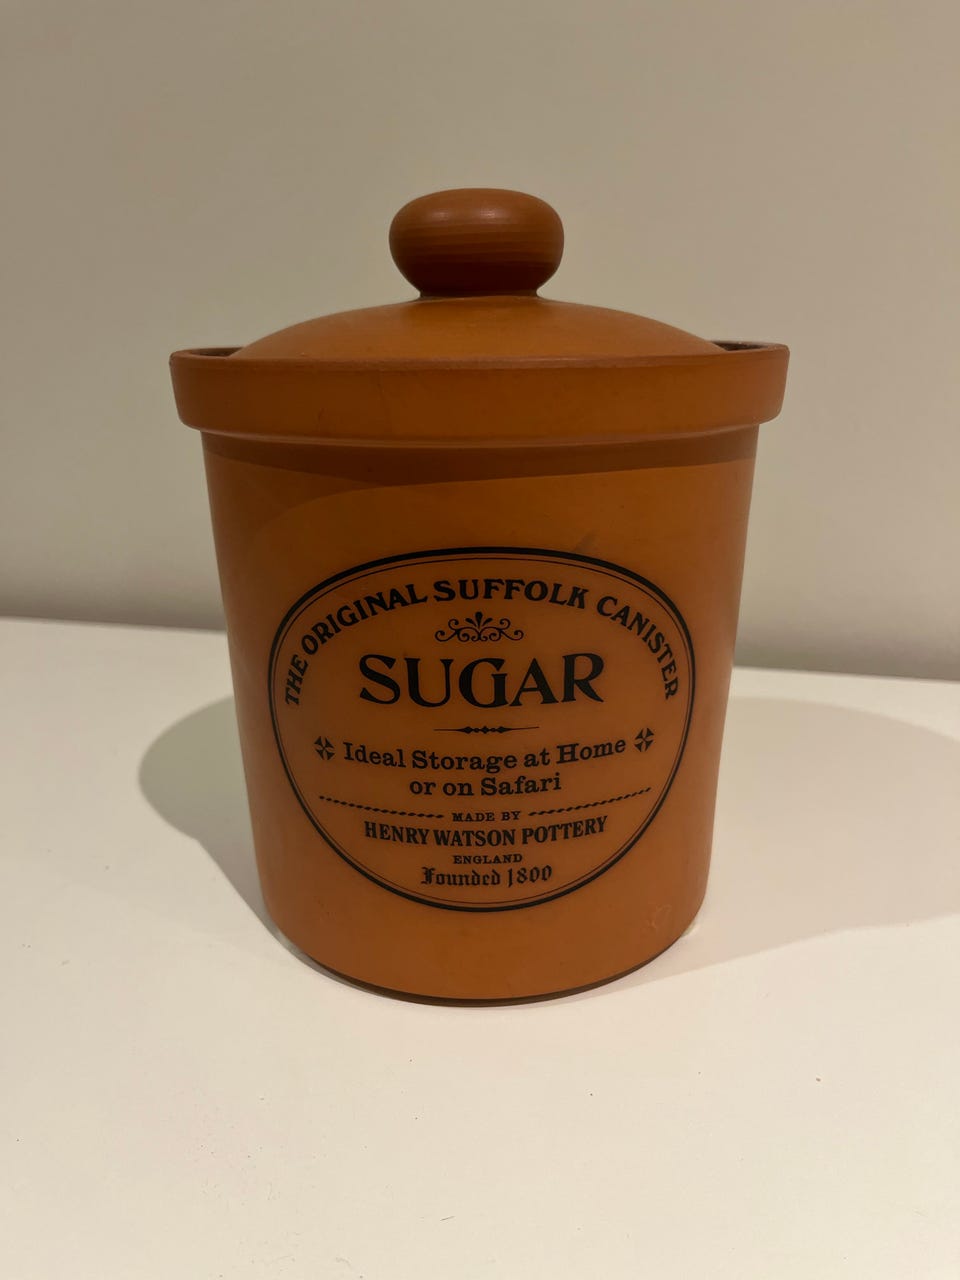 THE ORIGINAL SUFFOLK CANISTER
SUGAR
Ideal Storage at Home
or on Safari
MADE BY
HENRY WATSON POTTERY
ENGLAND
Founded 1800